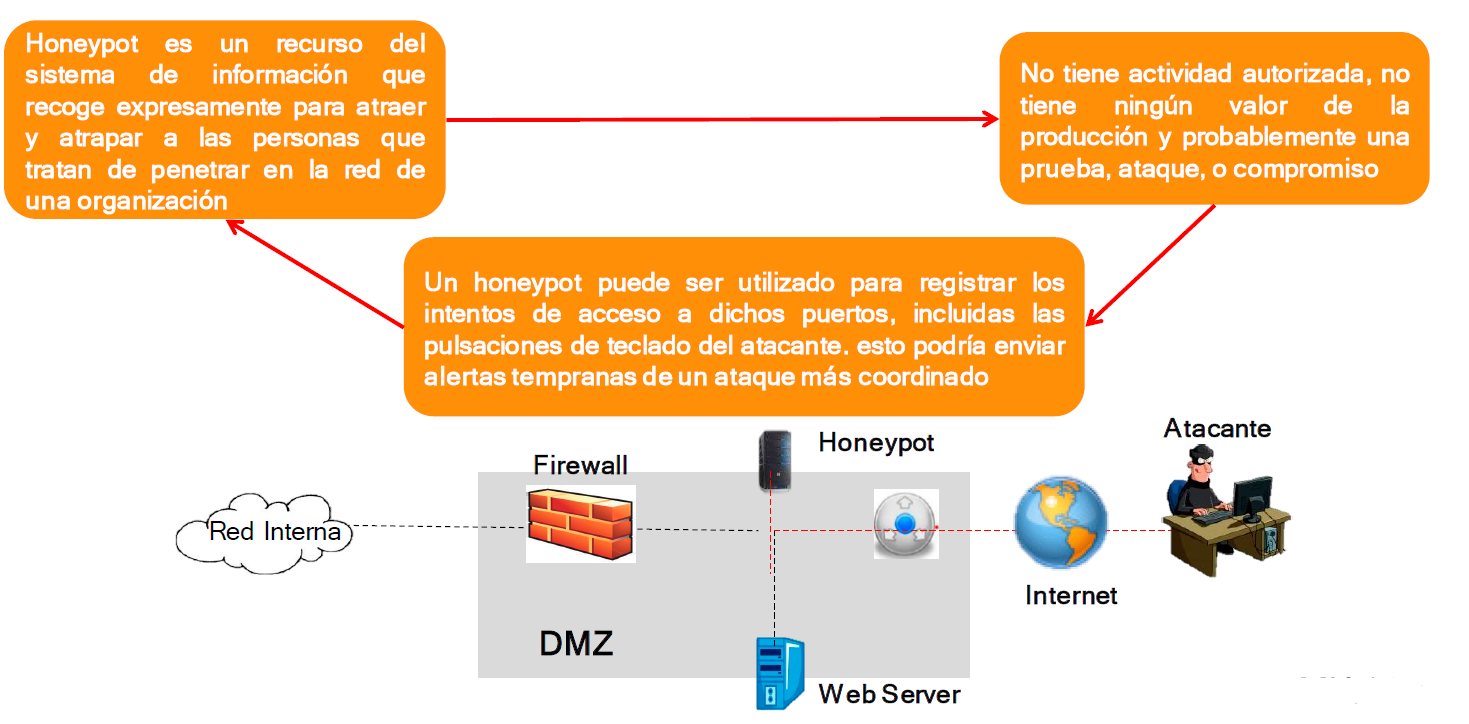 Honeypot es un recurso del
sistema de información que
recoge expresamente para atraer
y atrapar a las personas que
tratan de penetrar en la red de
una organización
No tiene actividad autorizada, no
tiene ningún valor de la
producción y probablemente una
prueba, ataque, o compromiso
Un honeypot puede ser utilizado para registrar los
intentos de acceso a dichos puertos, incluidas las
pulsaciones de teclado del atacante. esto podría enviar
alertas tempranas de un ataque más coordinado
Honeypot
Atacante
Firewall
Red Interna
Internet
DMZ
Web Server